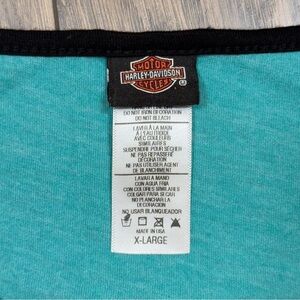 MOTOR
HARLEY-DAVIDSON
CYCLES
®
DO NOT IRON DECORATION
DO NOT BLEACH
LAVER À LA MAIN
À L'EAU FROIDE
AVEC COULEURS
SIMILAIRES
SUSPENDRE POUR SÉCHER
NE PAS REPASSER
DÉCORATION
NE PAS UTILISER AGENT
DE BLANCHIMENT
LAVAR A MANO
CON AGUA FRIA
CON COLORES SIMILARES
COLGAR PARA SECAR
NO PLANCHAR LA
DECORACION
NO USAR BLANQUEADOR
MADE IN USA
X-LARGE